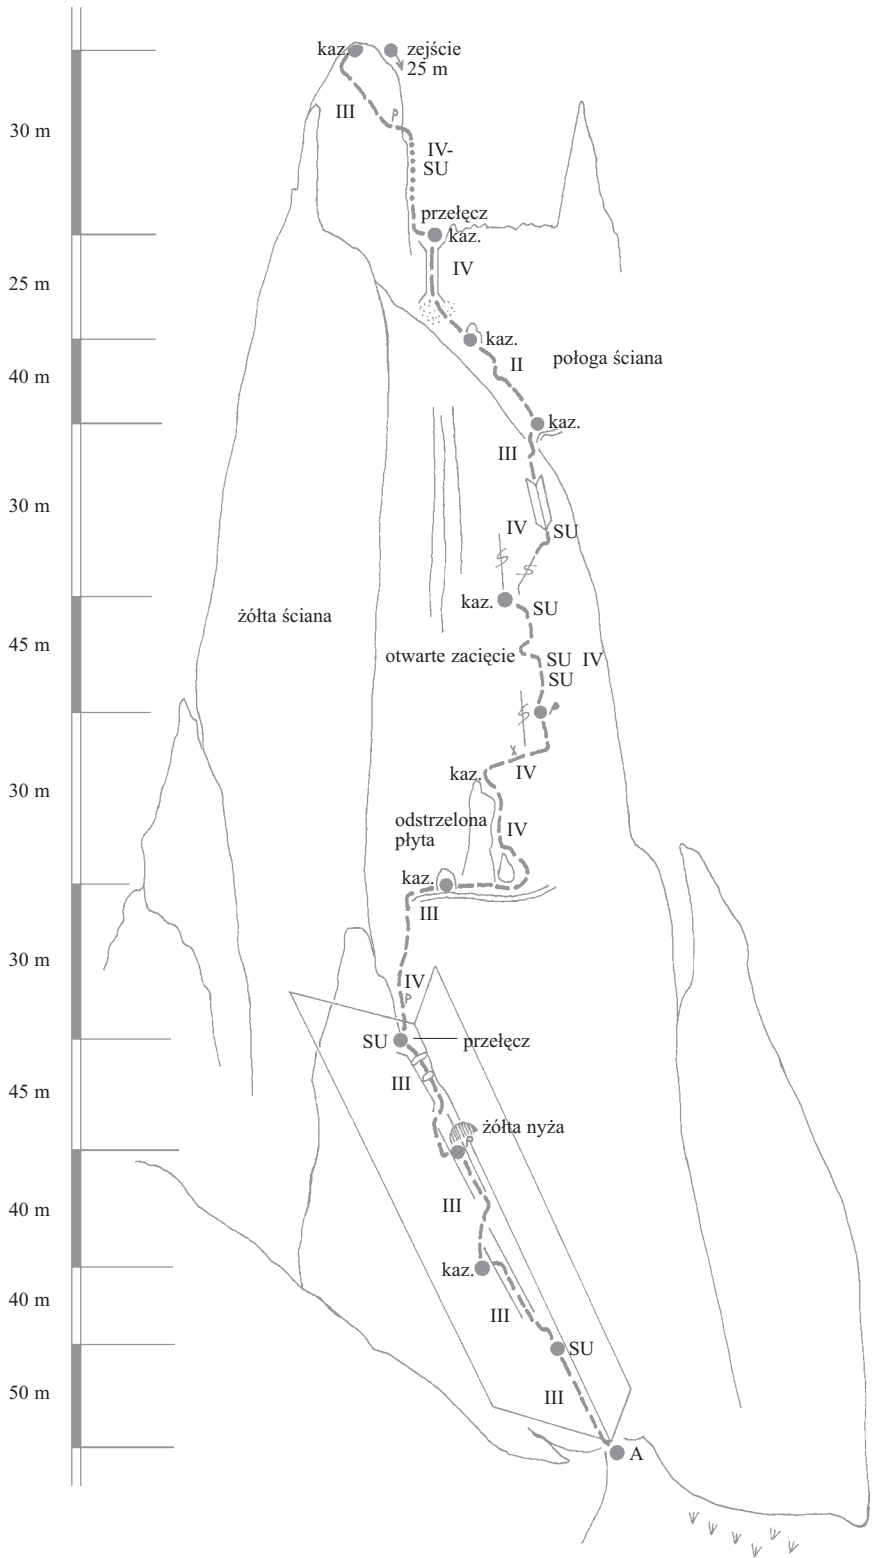 kaz.
zejście
25 m
III
30 m
IV-
SU
przełęcz
kaz.
IV
25 m
kaz.
połoga ściana
II
40 m
kaz.
III
30 m
IV
SU
kaz.
SU
żółta ściana
45 m
otwarte zacięcie
SU IV
SU
kaz.
IV
30 m
odstrzelona
płyta
IV
kaz.
III
30 m
IV
SU
przełęcz
III
45 m
żółta nyża
III
40 m
kaz.
40 m
III
SU
50 m
III
A